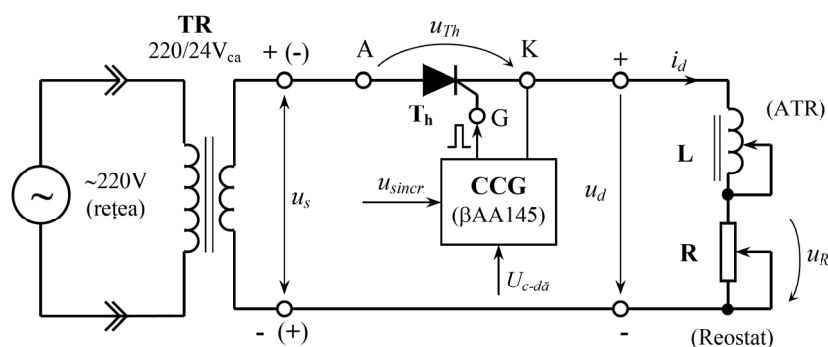 TR
220/24Vca
+ (-)
A
uTh
K
+
id
Th
G
(ATR)
L
~
~220V
(rețea)
us
usincr.
CCG
(βAA145)
ud
R
uR
Uc-dă
- (+)
-
(Reostat)